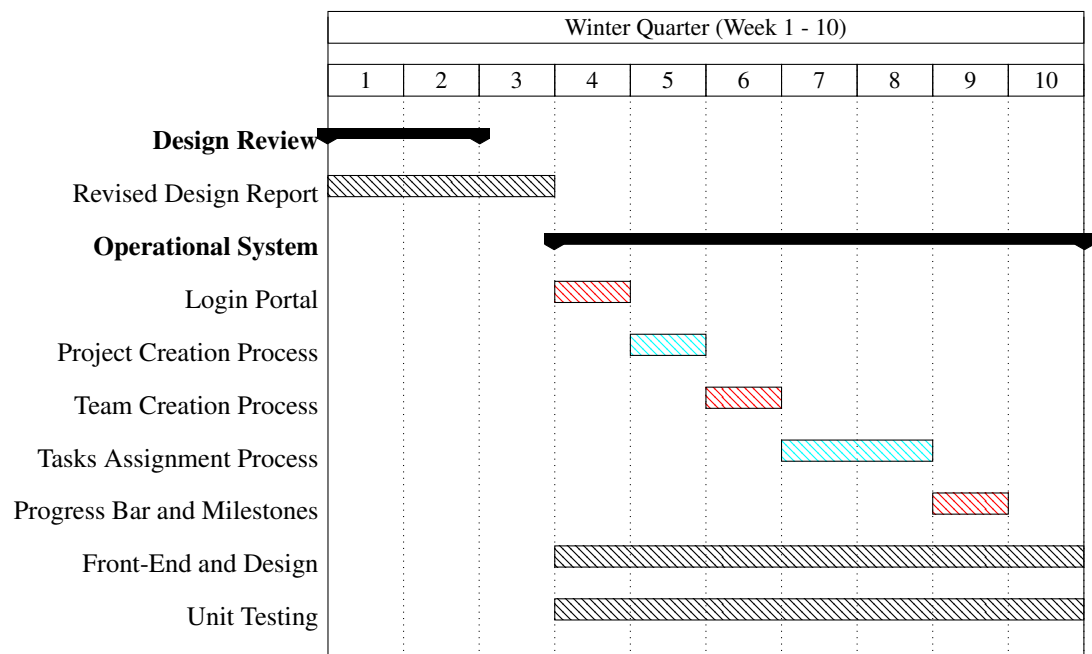 Winter Quarter (Week 1 - 10)
1 2 3 4 5 6 7 8 9 10
Design Review
Revised Design Report
Operational System
Login Portal
Project Creation Process
Team Creation Process
Tasks Assignment Process
Progress Bar and Milestones
Front-End and Design
Unit Testing